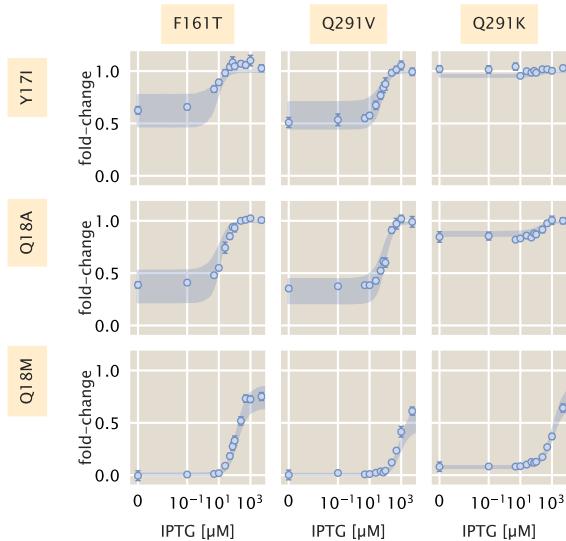 F161T Q291V Q291K
Y17I
fold–change
1.0
0.5
0.0
Q18A
fold–change
1.0
0.5
0.0
Q18M
fold–change
1.0
0.5
0.0
0 10⁻¹ 10¹ 10³ 0 10⁻¹ 10¹ 10³ 0 10⁻¹ 10¹ 10³
IPTG [µM] IPTG [µM] IPTG [µM]